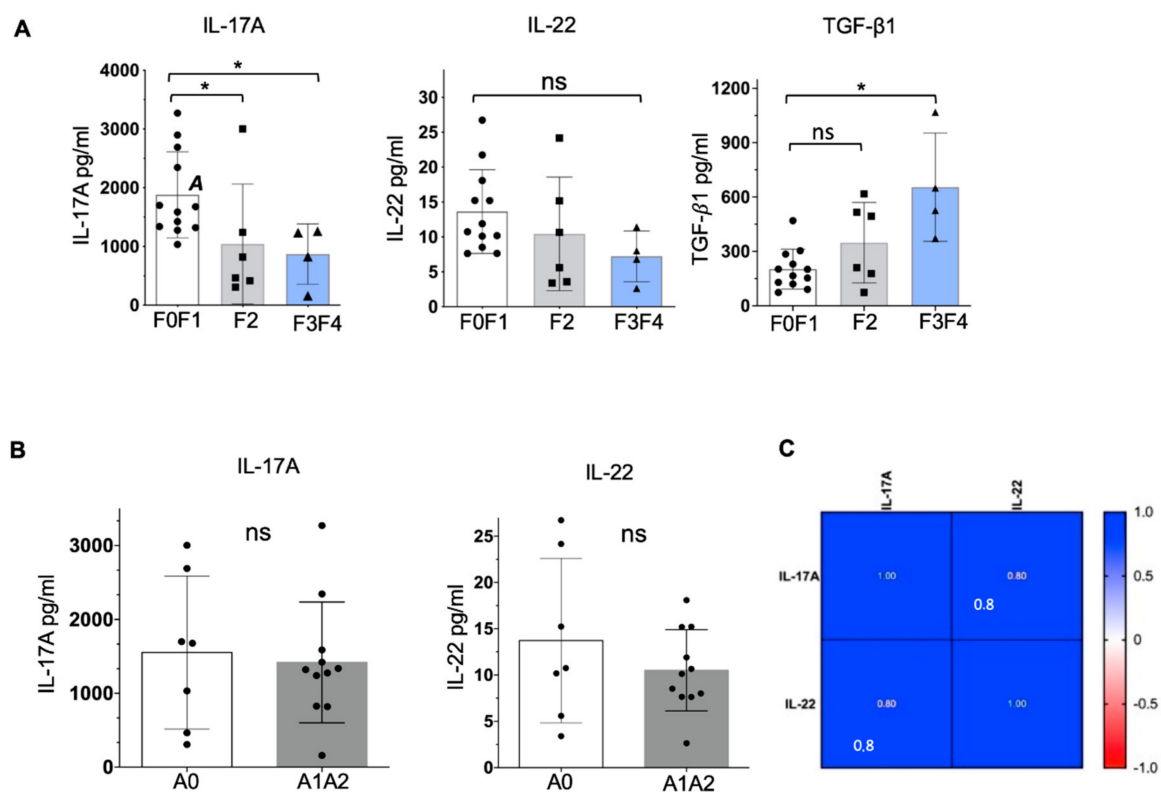 A
IL-17A
IL-22
TGF-β1
IL-17A pg/ml
4000
3000
2000
1000
0
*
*
A
F0F1 F2 F3F4
IL-22 pg/ml
30
25
20
15
10
5
0
ns
F0F1 F2 F3F4
TGF-β1 pg/ml
1200
900
600
300
0
*
ns
F0F1 F2 F3F4
B
IL-17A
IL-17A pg/ml
3000
2000
1000
0
ns
A0 A1A2
IL-22
IL-22 pg/ml
25
20
15
10
5
0
ns
A0 A1A2
C
IL-17A IL-22
IL-17A 1.00 0.80
0.8
IL-22 0.80 1.00
0.8
1.0
0.5
0
-0.5
-1.0